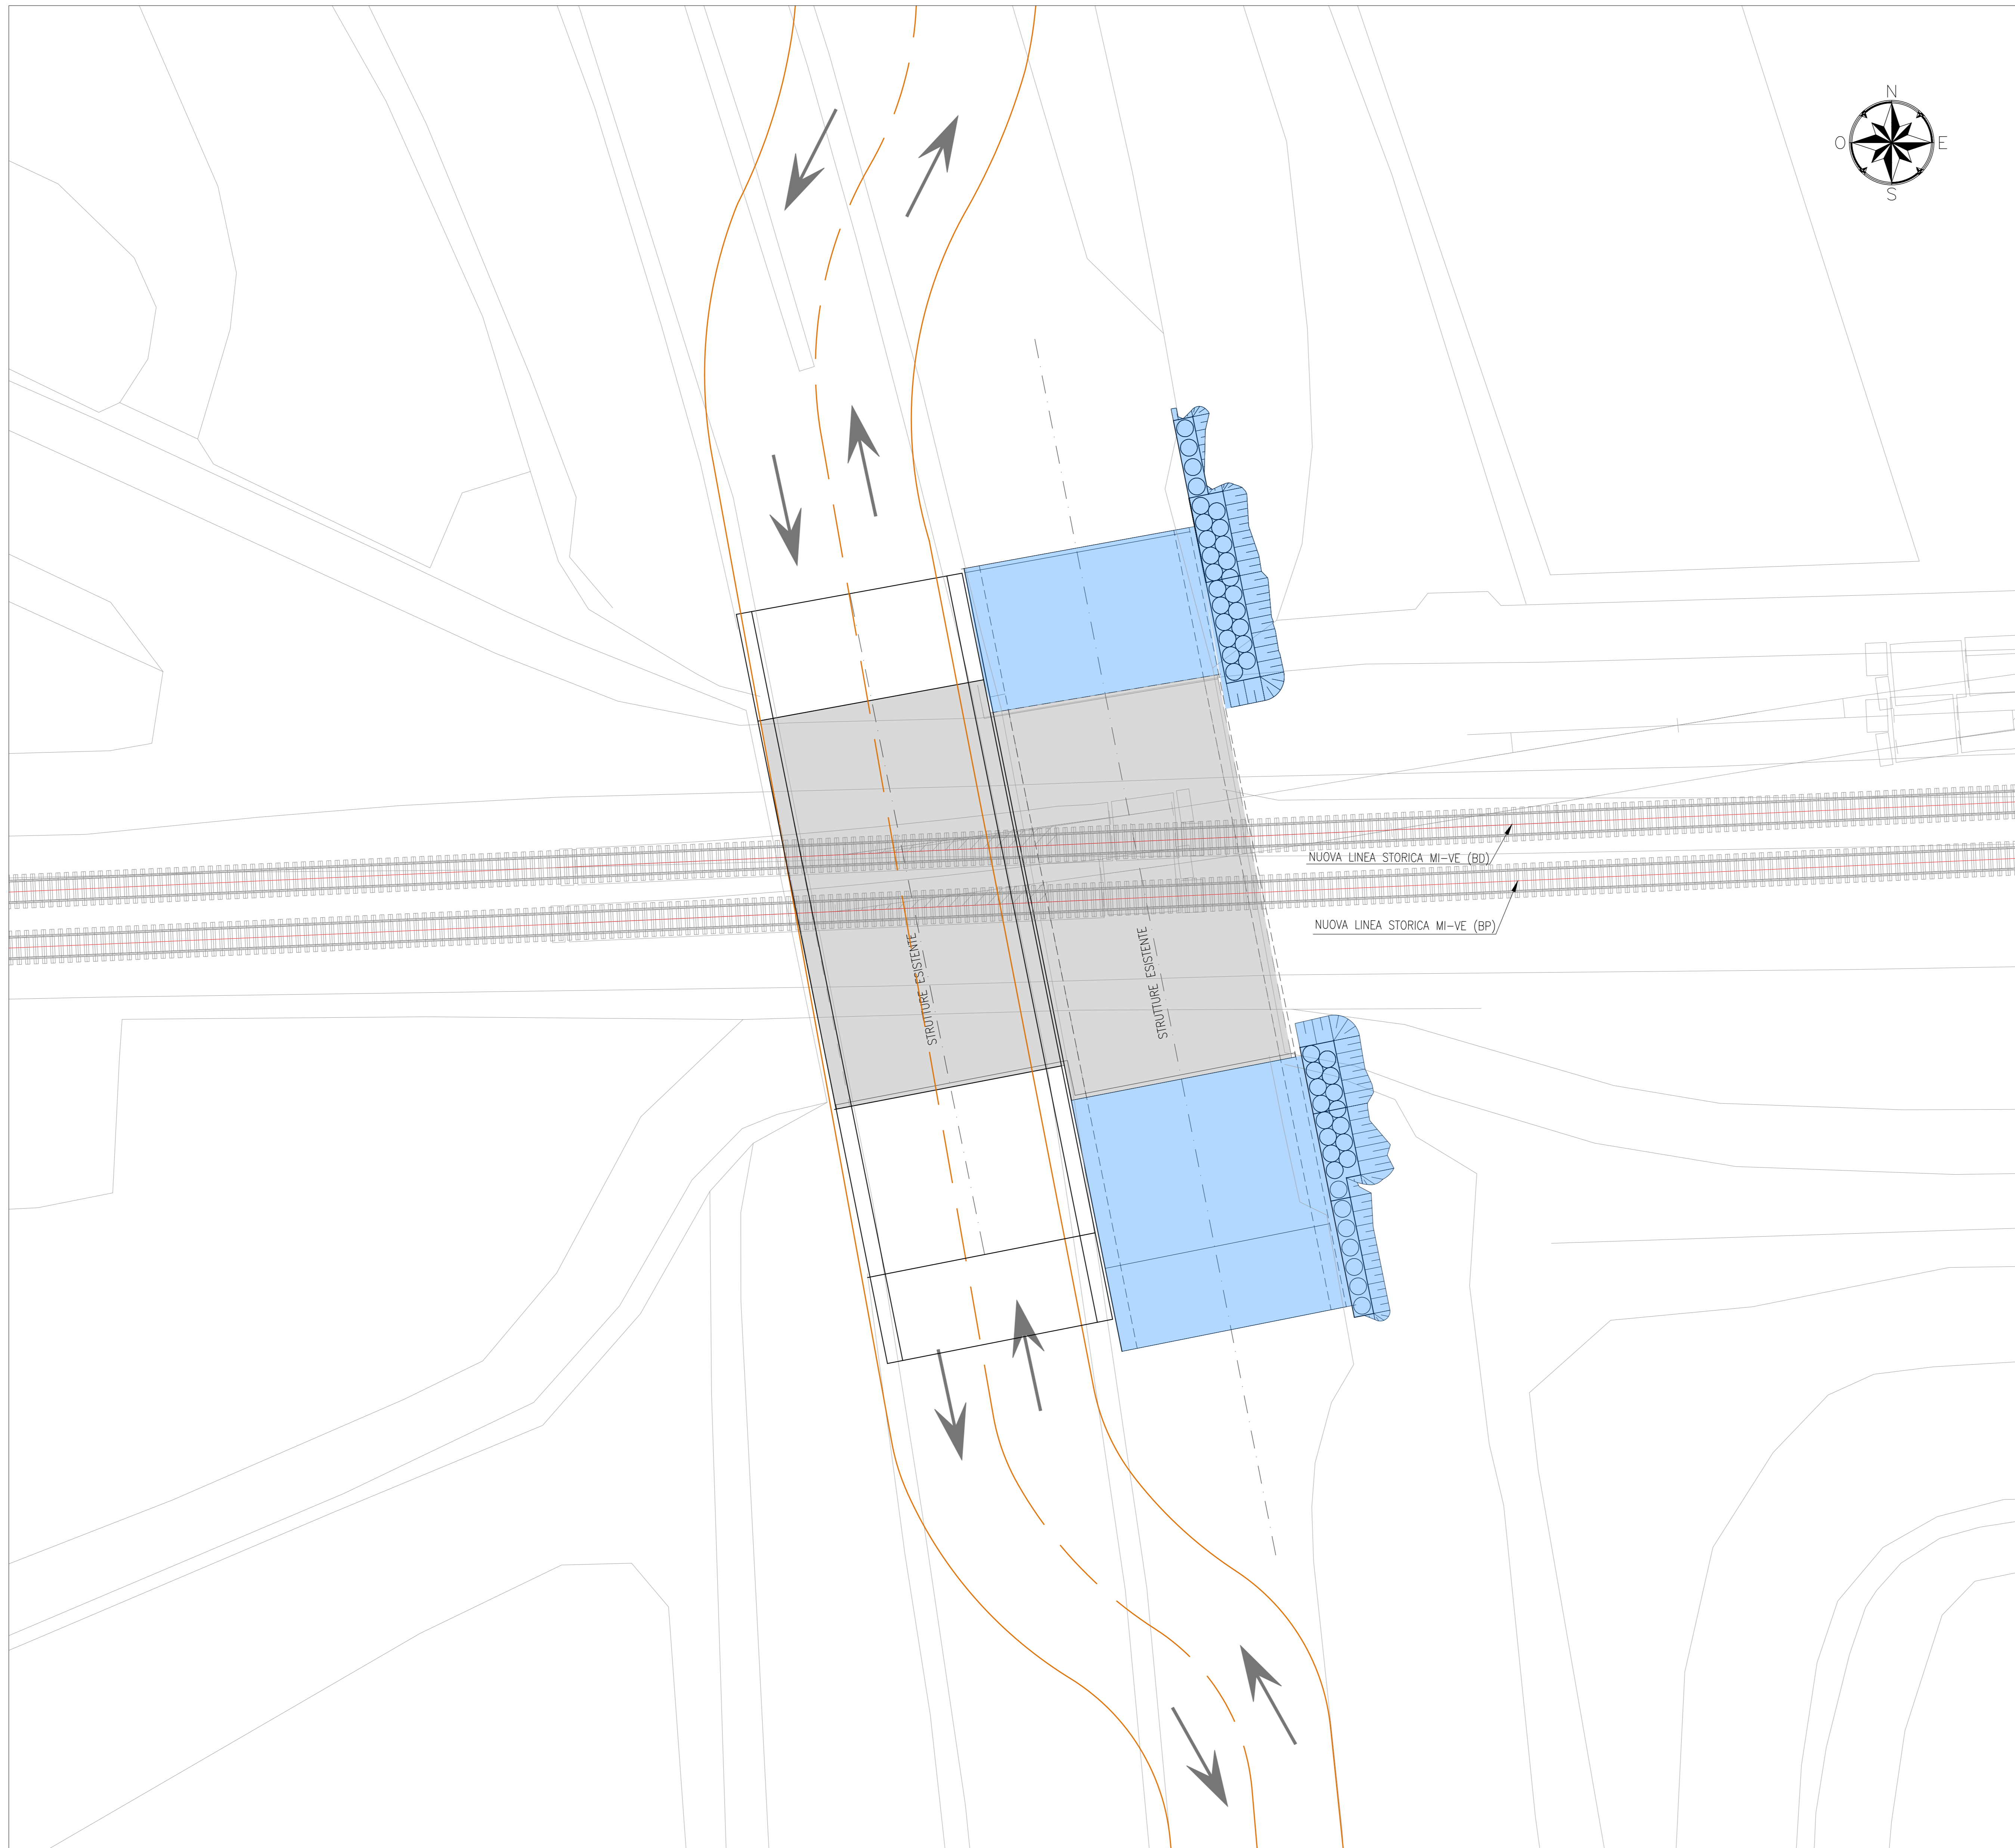 N
O
E
S
NUOVA LINEA STORICA MI-VE (BD)
NUOVA LINEA STORICA MI-VE (BP)
STRUTTURE ESISTENTE
STRUTTURE ESISTENTE